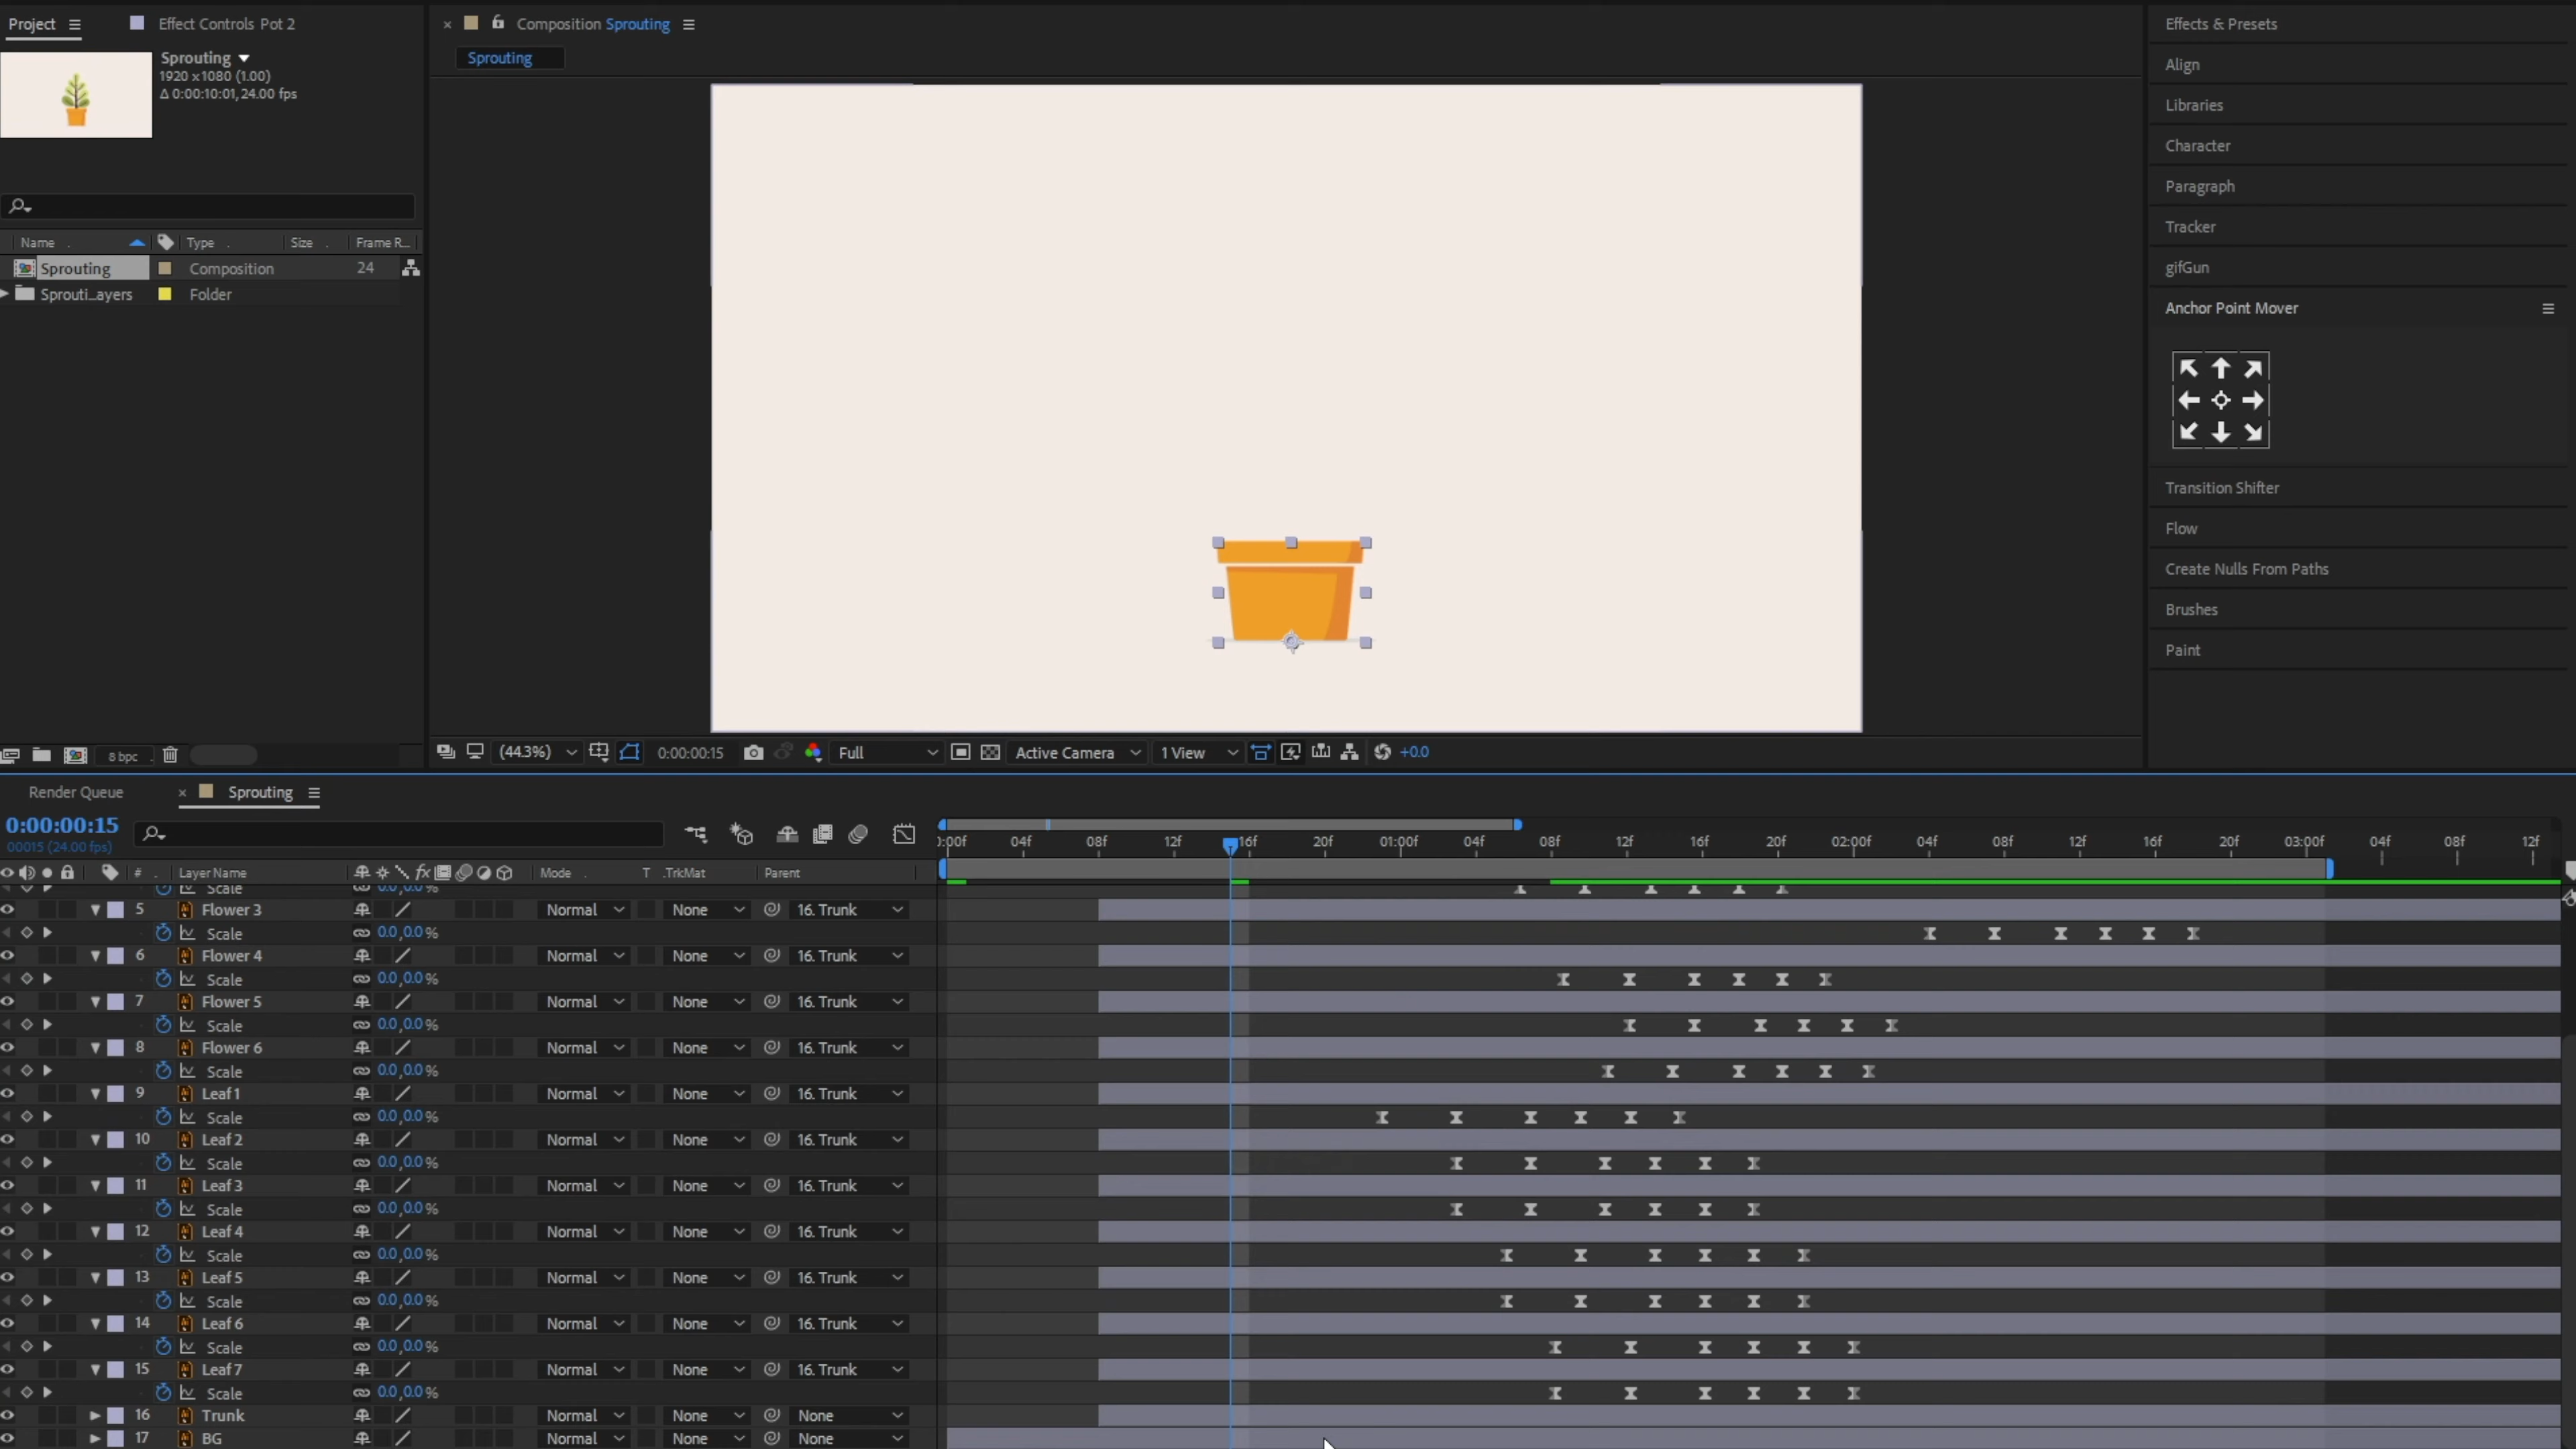 Project
Effect Controls Pot 2
Sprouting
1920 x1080 (1.00)
Δ 0:00:10:01, 24.00 fps
Name
Type
Size
Frame R...
Sprouting Composition 24
Sprouti...ayers Folder
8 bpc
Composition Sprouting
Sprouting
(44.3%) 0:00:00:15 Full Active Camera 1 View +0.0
Effects & Presets
Align
Libraries
Character
Paragraph
Tracker
gifGun
Anchor Point Mover
Transition Shifter
Flow
Create Nulls From Paths
Brushes
Paint
Render Queue
Sprouting
0:00:00:15
00015 (24.00 fps)
):00f 04f 08f 12f 16f 20f 01:00f 04f 08f 12f 16f 20f 02:00f 04f 08f 12f 16f 20f 03:00f 04f 08f 12f
# Layer Name fx Mode T .TrkMat Parent
Scale 0.0,0.0%
5 Flower 3 Normal None 16. Trunk
Scale 0.0,0.0%
6 Flower 4 Normal None 16. Trunk
Scale 0.0,0.0%
7 Flower 5 Normal None 16. Trunk
Scale 0.0,0.0%
8 Flower 6 Normal None 16. Trunk
Scale 0.0,0.0%
9 Leaf 1 Normal None 16. Trunk
Scale 0.0,0.0%
10 Leaf 2 Normal None 16. Trunk
Scale 0.0,0.0%
11 Leaf 3 Normal None 16. Trunk
Scale 0.0,0.0%
12 Leaf 4 Normal None 16. Trunk
Scale 0.0,0.0%
13 Leaf 5 Normal None 16. Trunk
Scale 0.0,0.0%
14 Leaf 6 Normal None 16. Trunk
Scale 0.0,0.0%
15 Leaf 7 Normal None 16. Trunk
Scale 0.0,0.0%
16 Trunk Normal None None
17 BG Normal None None